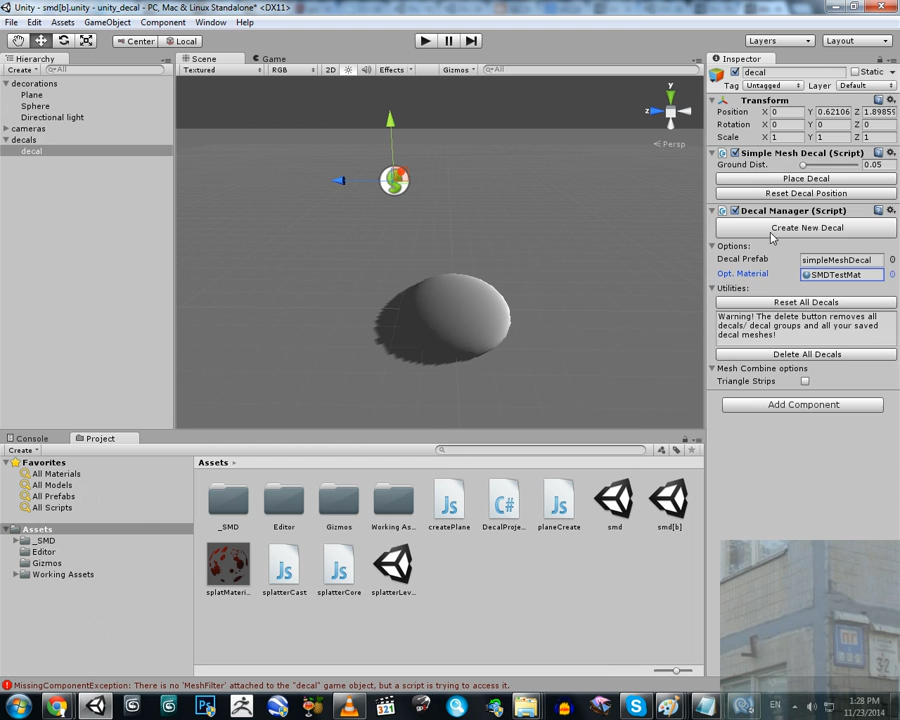 Unity - smd[b].unity - unity_decal - PC, Mac & Linux Standalone* <DX11>
File Edit Assets GameObject Component Window Help
Center Local Layers Layout
Hierarchy
Create All
decorations
Plane
Sphere
Directional light
cameras
decals
decal
Scene Game
Textured RGB 2D Effects Gizmos All
y
z
Persp
Inspector
decal Static
Tag Untagged Layer Default
Transform
Position X 0 Y 0.62106 Z 1.89859
Rotation X 0 Y 0 Z 0
Scale X 1 Y 1 Z 1
Simple Mesh Decal (Script)
Ground Dist. 0.05
Place Decal
Reset Decal Position
Decal Manager (Script)
Create New Decal
Options:
Decal Prefab simpleMeshDecal
Opt. Material SMDTestMat
Utilities:
Reset All Decals
Warning! The delete button removes all
decals/ decal groups and all your saved
decal meshes!
Delete All Decals
Mesh Combine options
Triangle Strips
Add Component
Console Project
Create
Favorites
All Materials
All Models
All Prefabs
All Scripts
Assets
_SMD
Editor
Gizmos
Working Assets
Assets
_SMD Editor Gizmos Working As... createPlane DecalProje... planeCreate smd smd[b]
splatMateri... splatterCast splatterCore splatterLev...
MissingComponentException: There is no 'MeshFilter' attached to the "decal" game object, but a script is trying to access it.
321
EN
1:28 PM
11/23/2014
ПГ
32